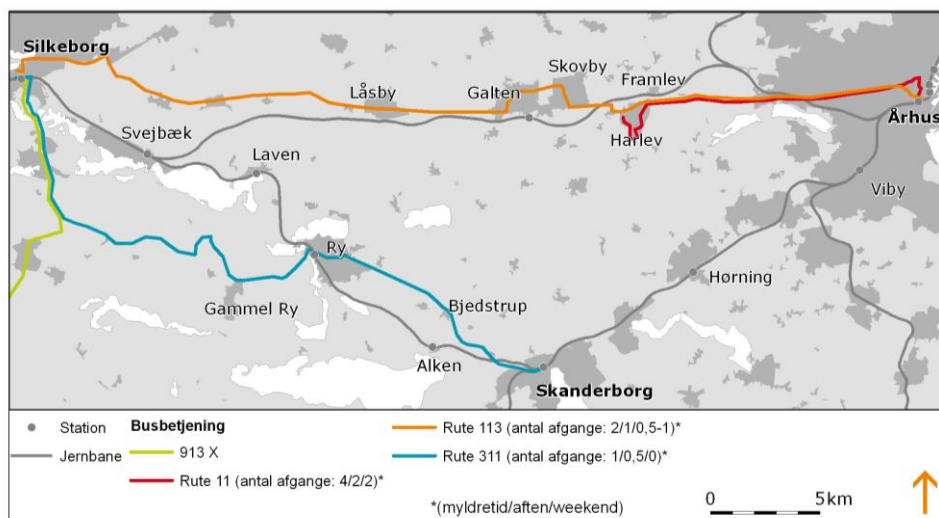 Silkeborg
Skovby
Framlev
Låsby
Galten
Århus
Svejbæk
Harlev
Laven
Viby
Ry
Hørning
Gammel Ry
Bjedstrup
Alken
Skanderborg
Station
Busbetjening
Rute 113 (antal afgange: 2/1/0,5-1)*
Jernbane
913 X
Rute 311 (antal afgange: 1/0,5/0)*
Rute 11 (antal afgange: 4/2/2)*
*(myldretid/aften/weekend)
0 5km